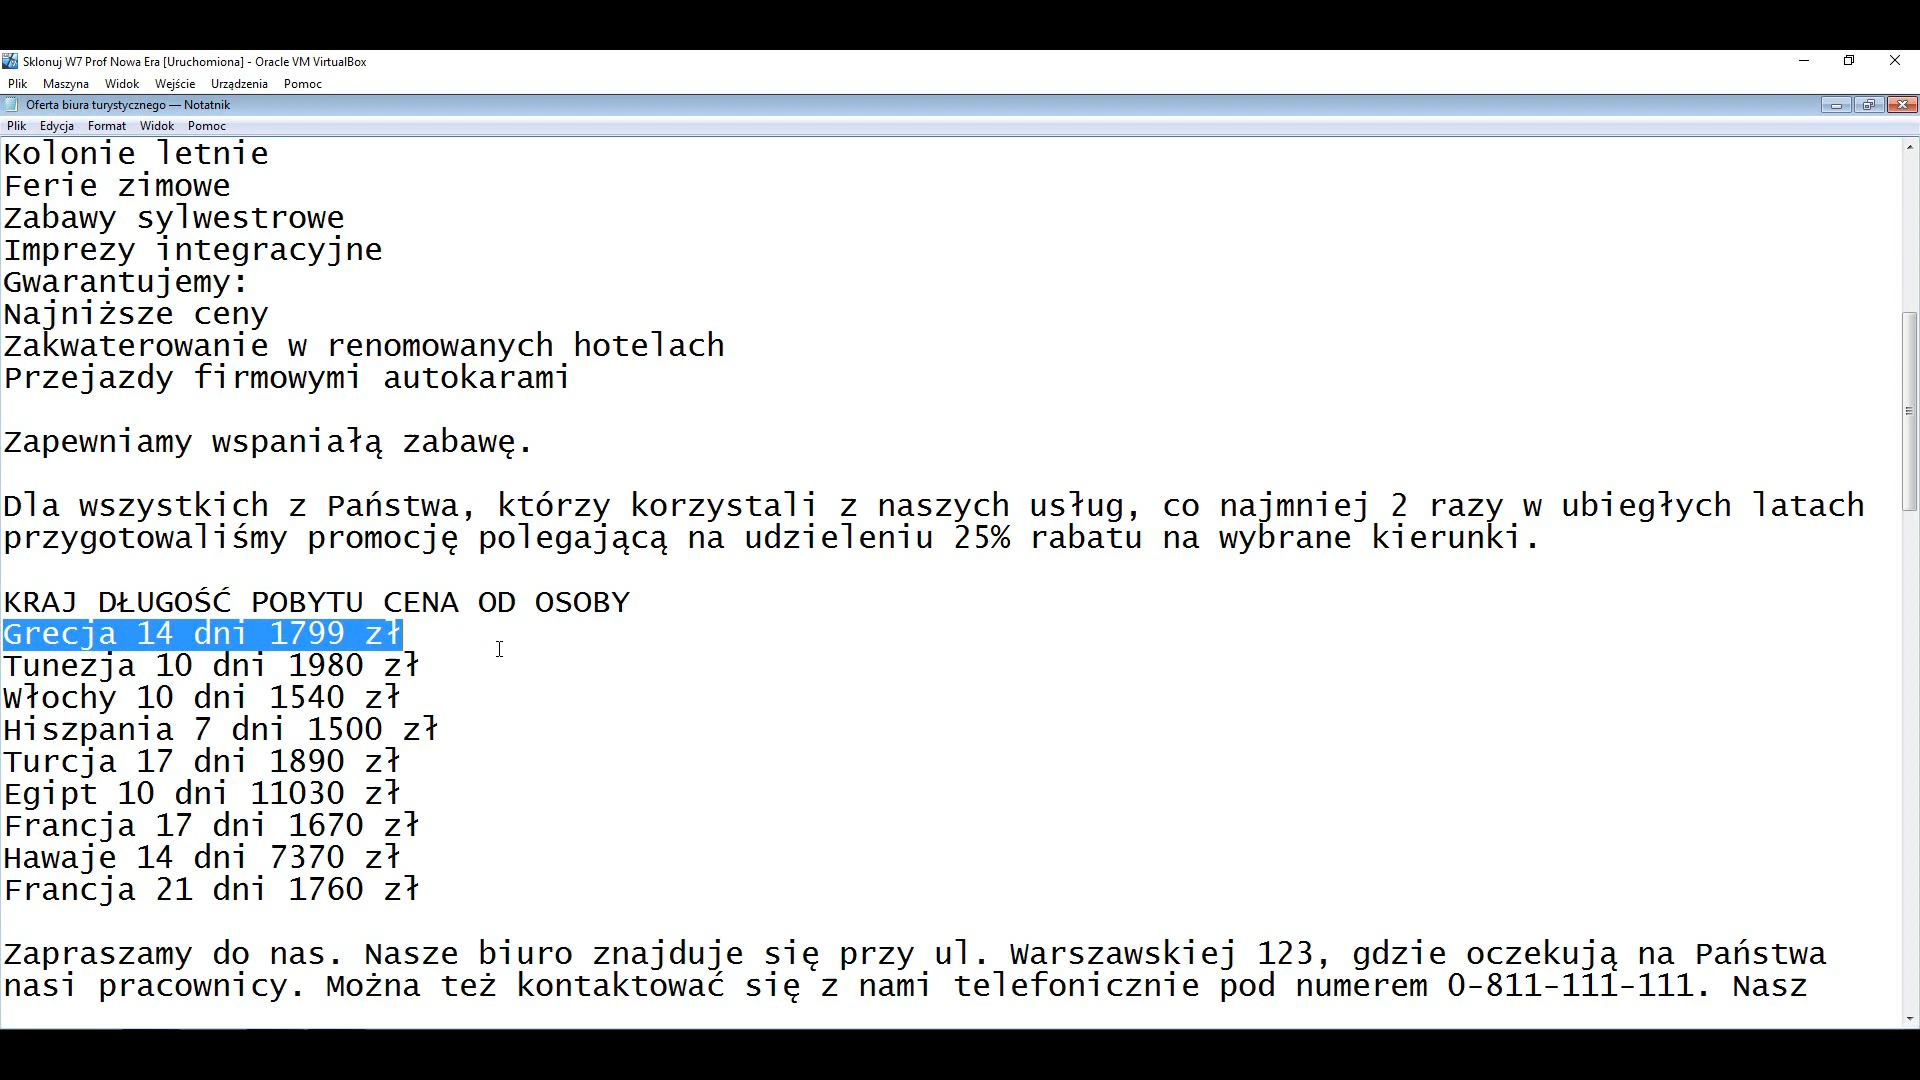 Sklonuj W7 Prof Nowa Era [Uruchomiona] - Oracle VM VirtualBox
Plik Maszyna Widok Wejście Urządzenia Pomoc
Oferta biura turystycznego — Notatnik
Plik Edycja Format Widok Pomoc
Kolonie letnie
Ferie zimowe
Zabawy sylwestrowe
Imprezy integracyjne
Gwarantujemy:
Najniższe ceny
Zakwaterowanie w renomowanych hotelach
Przejazdy firmowymi autokarami
Zapewniamy wspaniałą zabawę.
Dla wszystkich z Państwa, którzy korzystali z naszych usług, co najmniej 2 razy w ubiegłych latach
przygotowaliśmy promocję polegającą na udzieleniu 25% rabatu na wybrane kierunki.
KRAJ DŁUGOŚĆ POBYTU CENA OD OSOBY
Grecja 14 dni 1799 zł
Tunezja 10 dni 1980 zł
Włochy 10 dni 1540 zł
Hiszpania 7 dni 1500 zł
Turcja 17 dni 1890 zł
Egipt 10 dni 11030 zł
Francja 17 dni 1670 zł
Hawaje 14 dni 7370 zł
Francja 21 dni 1760 zł
Zapraszamy do nas. Nasze biuro znajduje się przy ul. Warszawskiej 123, gdzie oczekują na Państwa
nasi pracownicy. Można też kontaktować się z nami telefonicznie pod numerem 0-811-111-111. Nasz